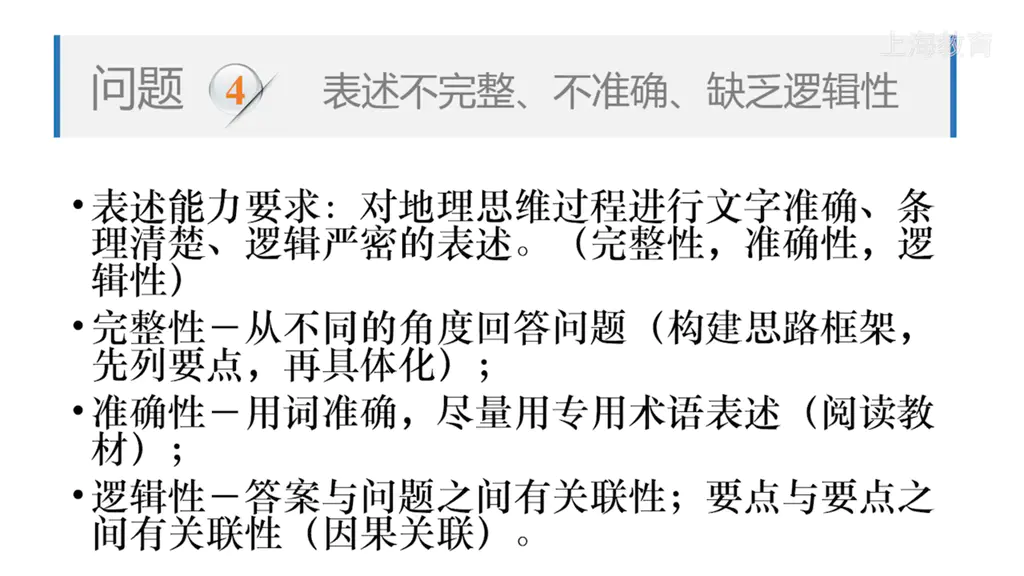 上海教育
问题 4 表述不完整、不准确、缺乏逻辑性
•表述能力要求：对地理思维过程进行文字准确、条
理清楚、逻辑严密的表述。（完整性，准确性，逻
辑性）
•完整性－从不同的角度回答问题（构建思路框架，
先列要点，再具体化）；
•准确性－用词准确，尽量用专用术语表述（阅读教
材）；
•逻辑性－答案与问题之间有关联性；要点与要点之
间有关联性（因果关联）。